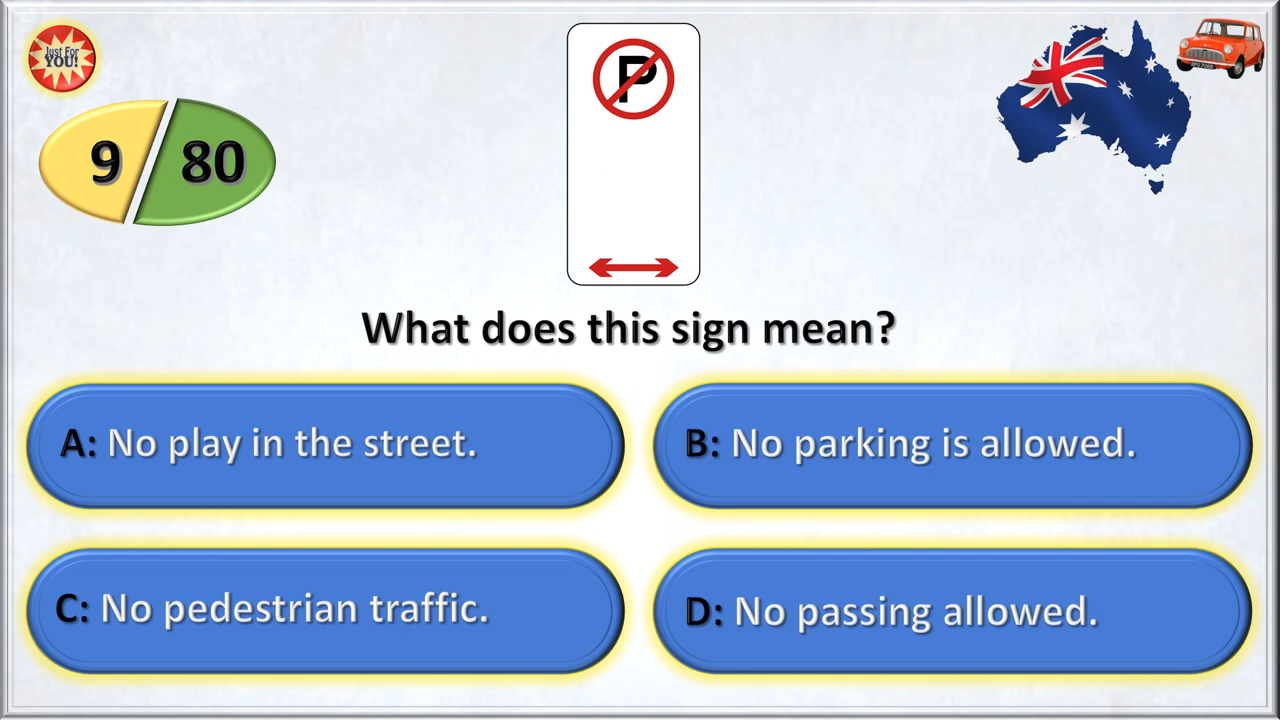 Just For
YOU!
P
9 80
What does this sign mean?
A: No play in the street.
B: No parking is allowed.
C: No pedestrian traffic.
D: No passing allowed.